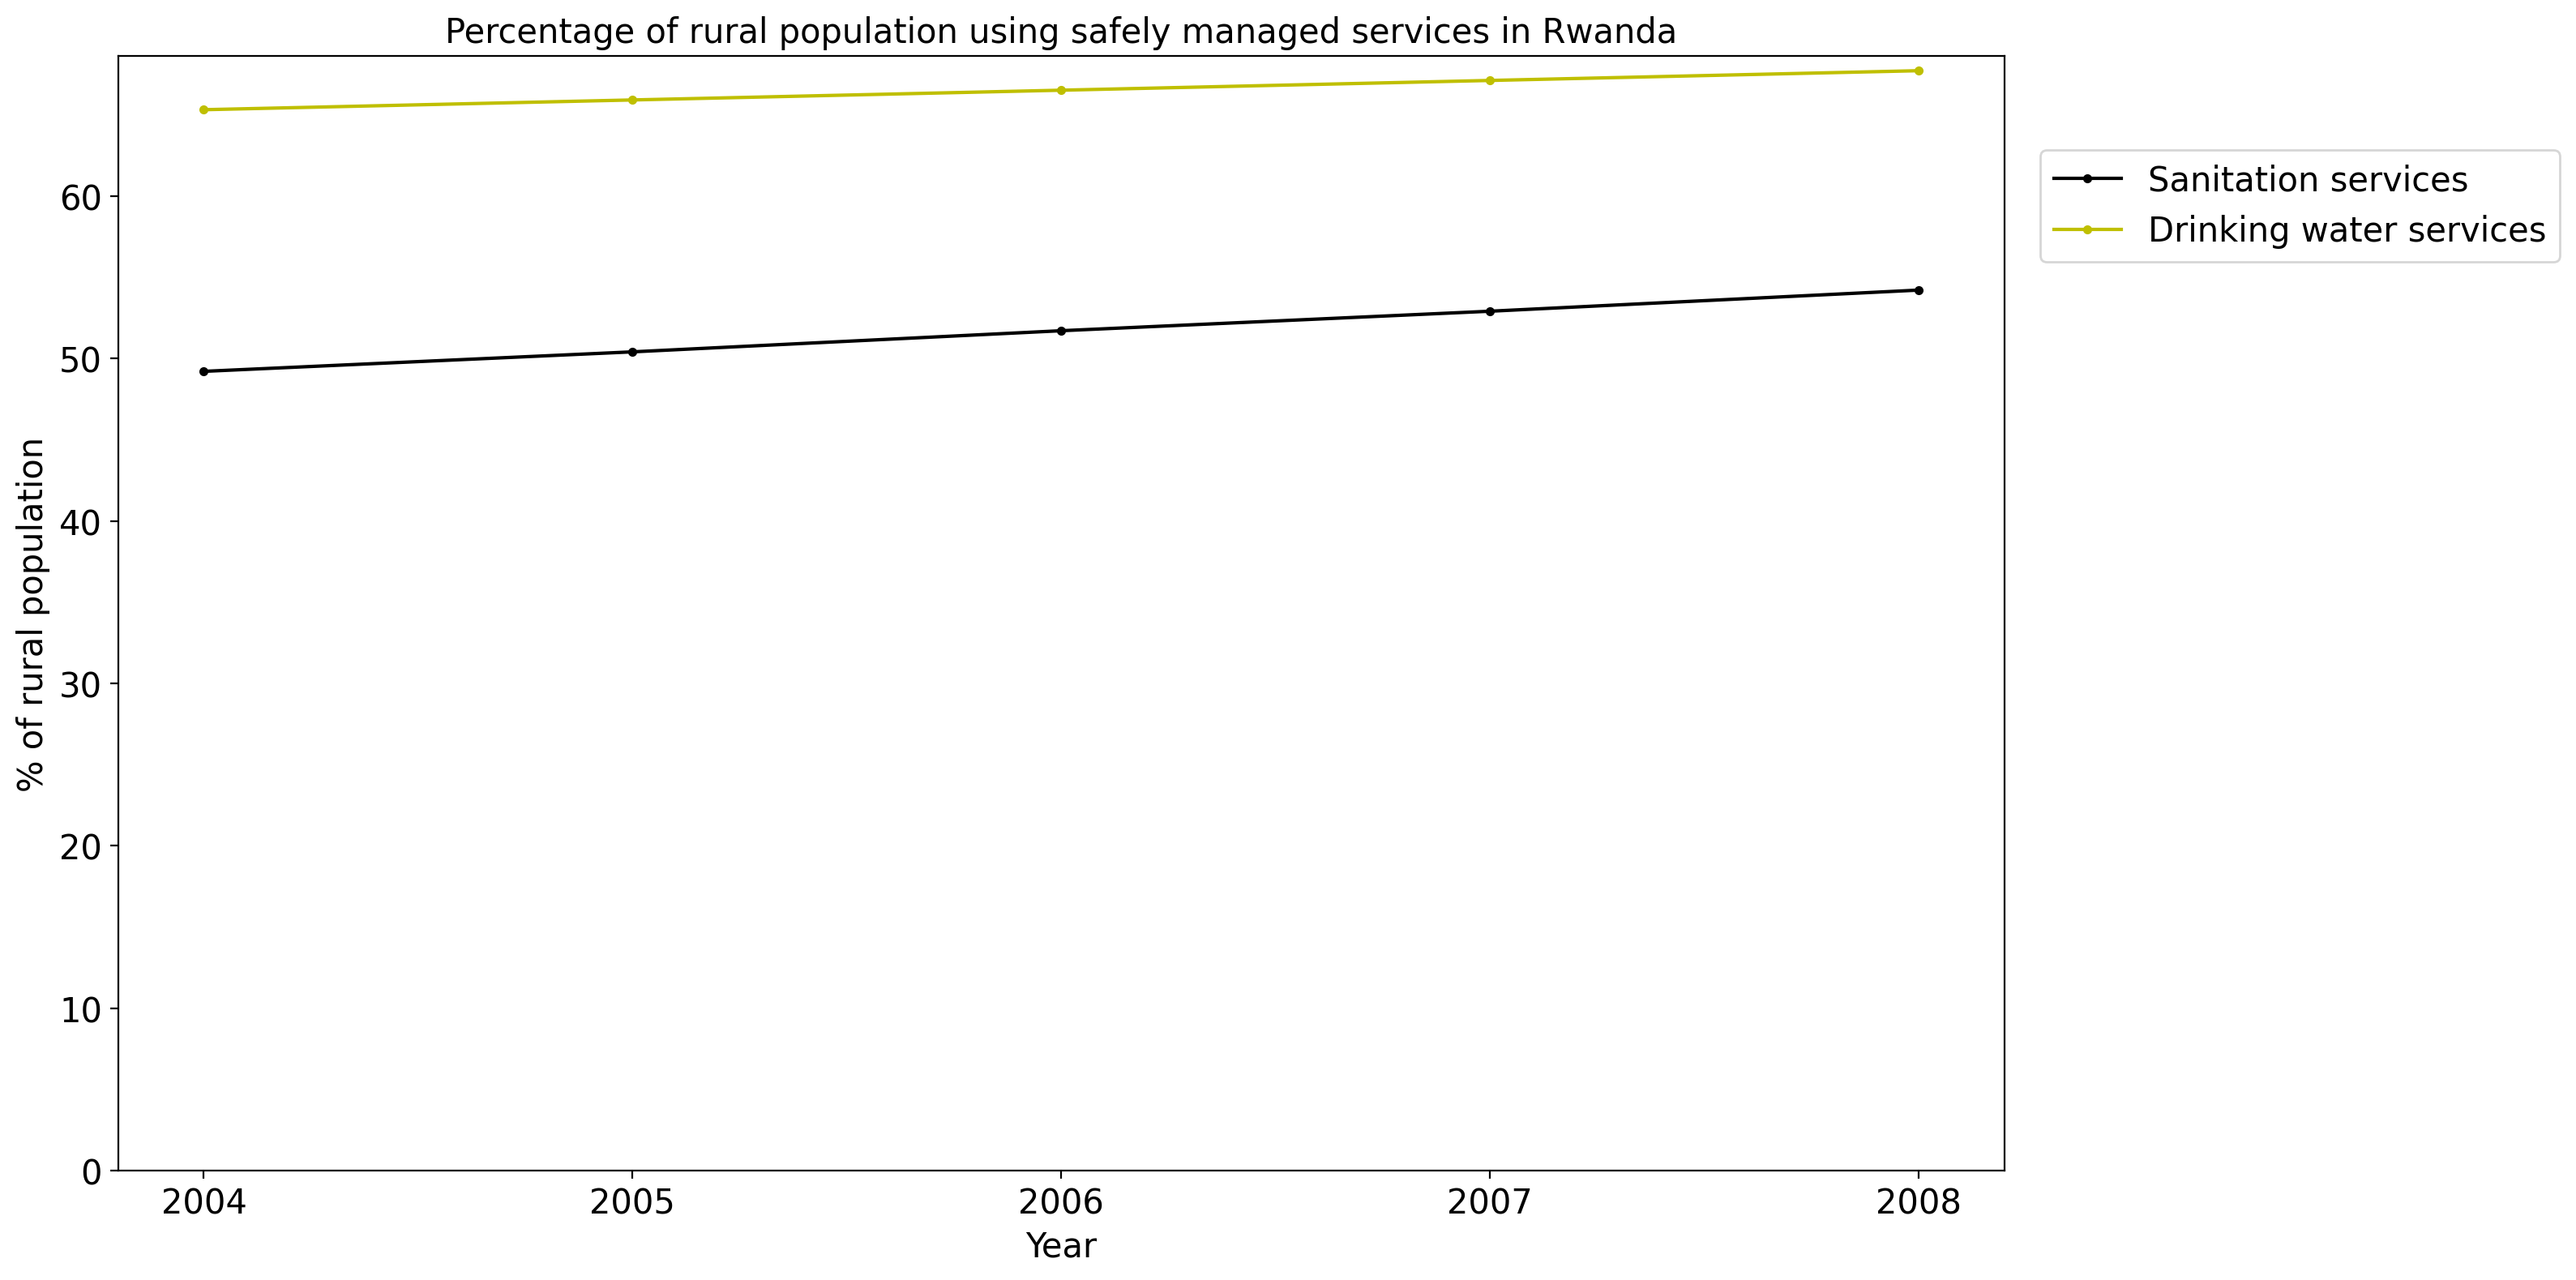 Percentage of rural population using safely managed services in Rwanda
Sanitation services
Drinking water services
% of rural population
60
50
40
30
20
10
0
2004 2005 2006 2007 2008
Year